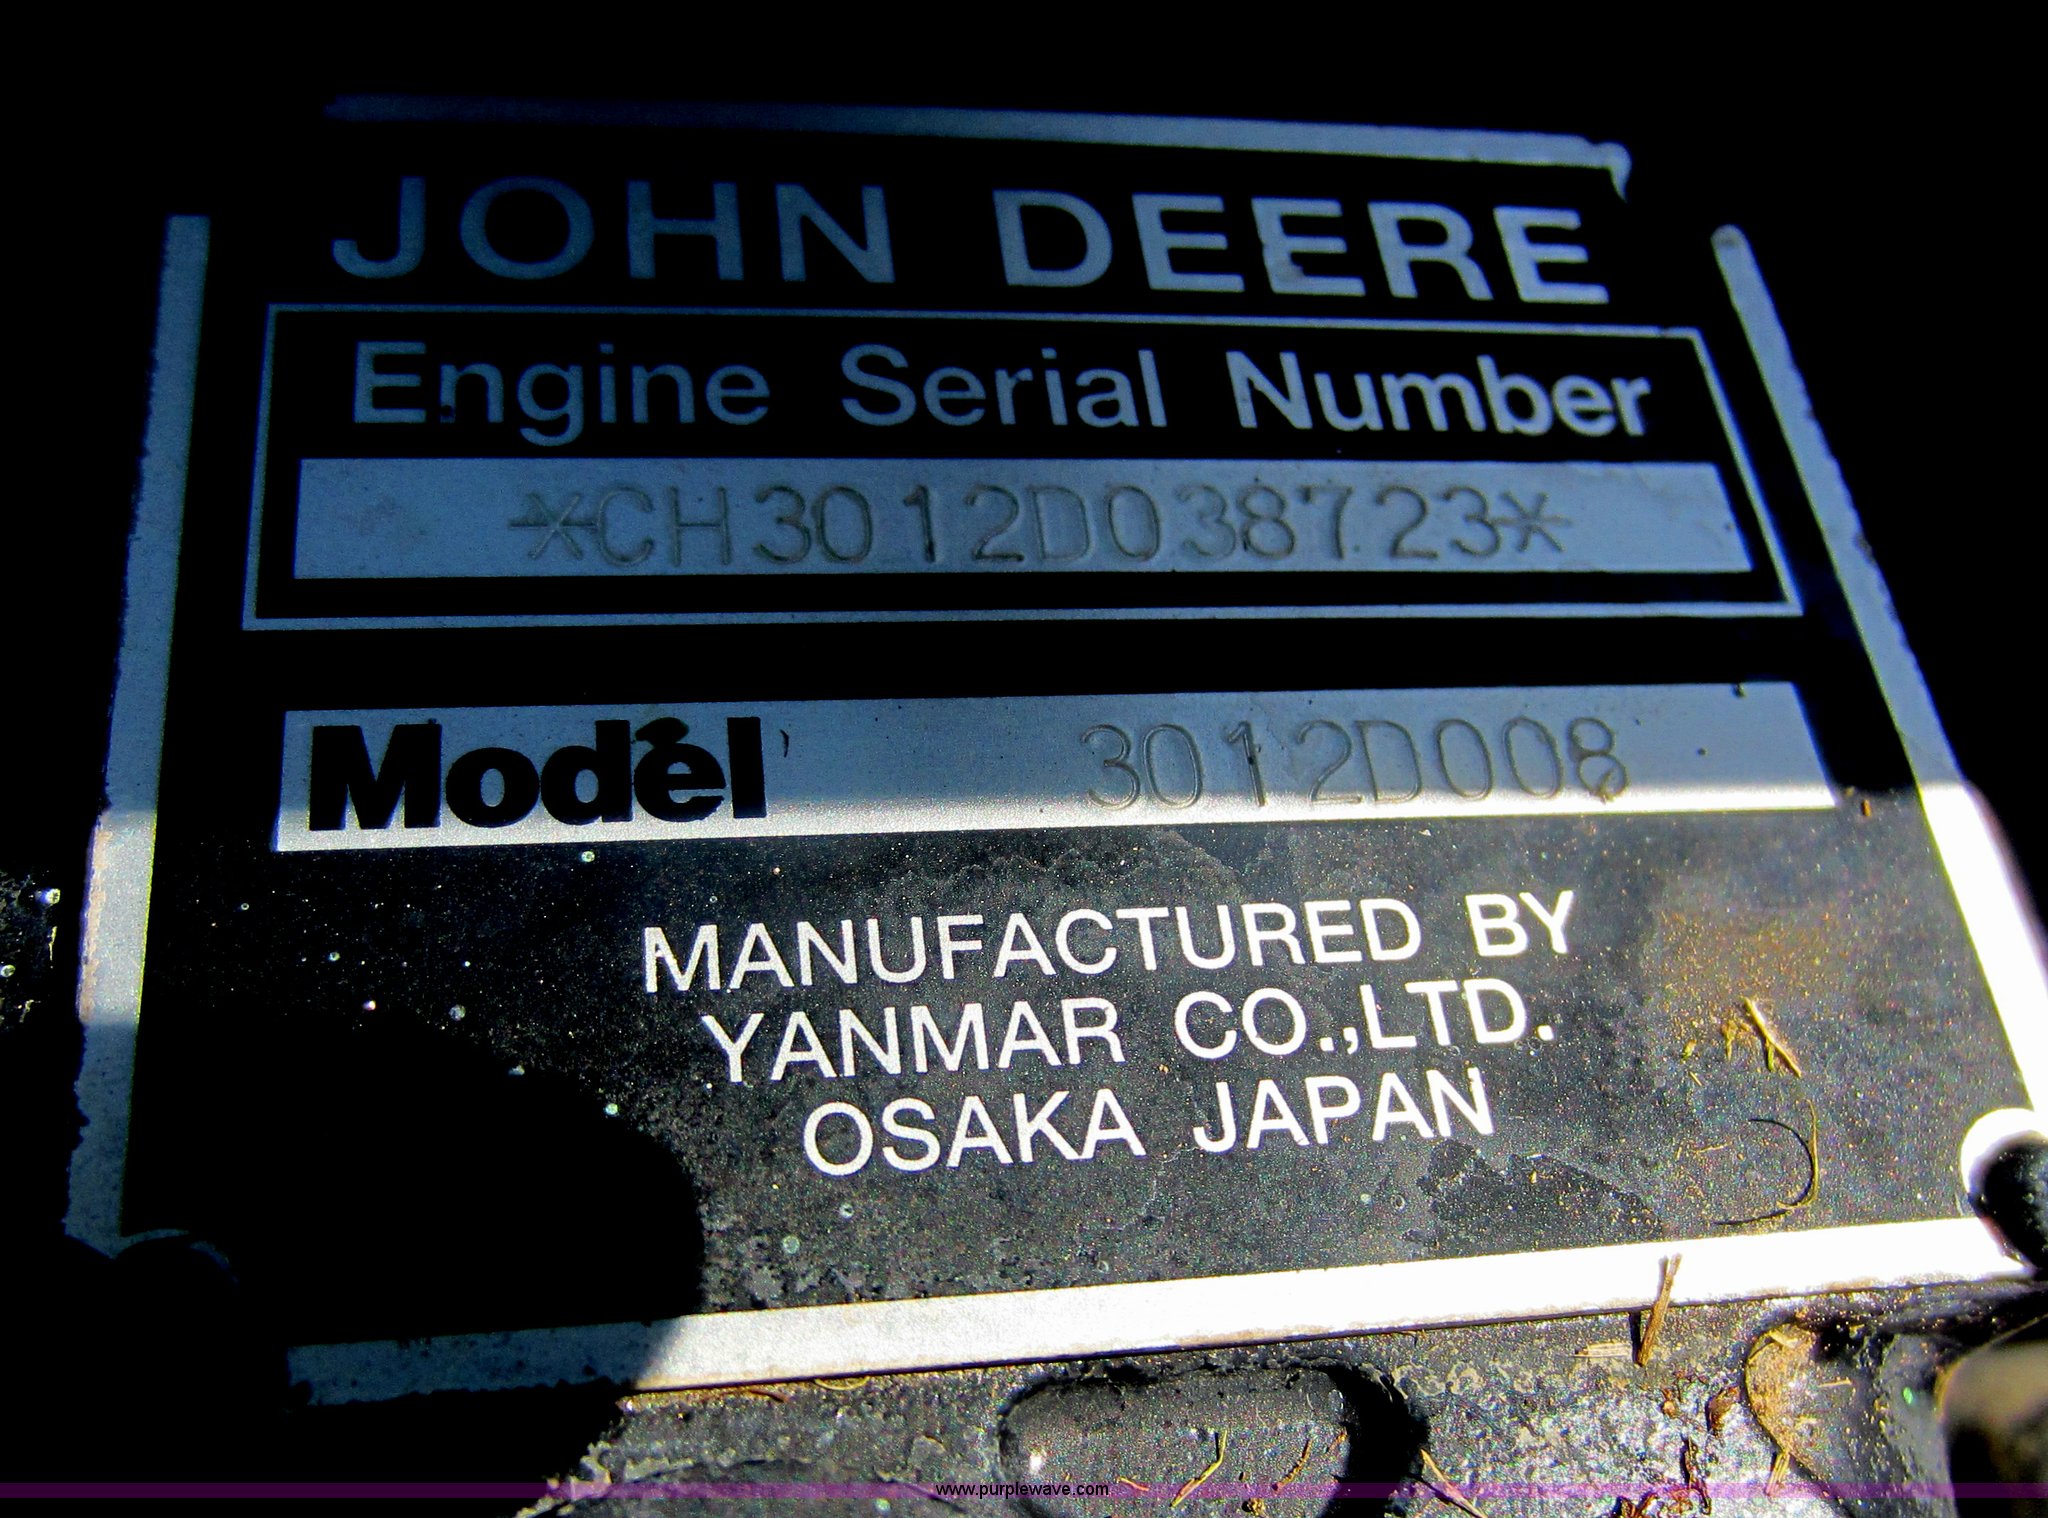 JOHN DEERE
Engine Serial Number
*CH3012D038723*
Model 3012D008
MANUFACTURED BY
YANMAR CO.,LTD.
OSAKA JAPAN
www.purplewave.com